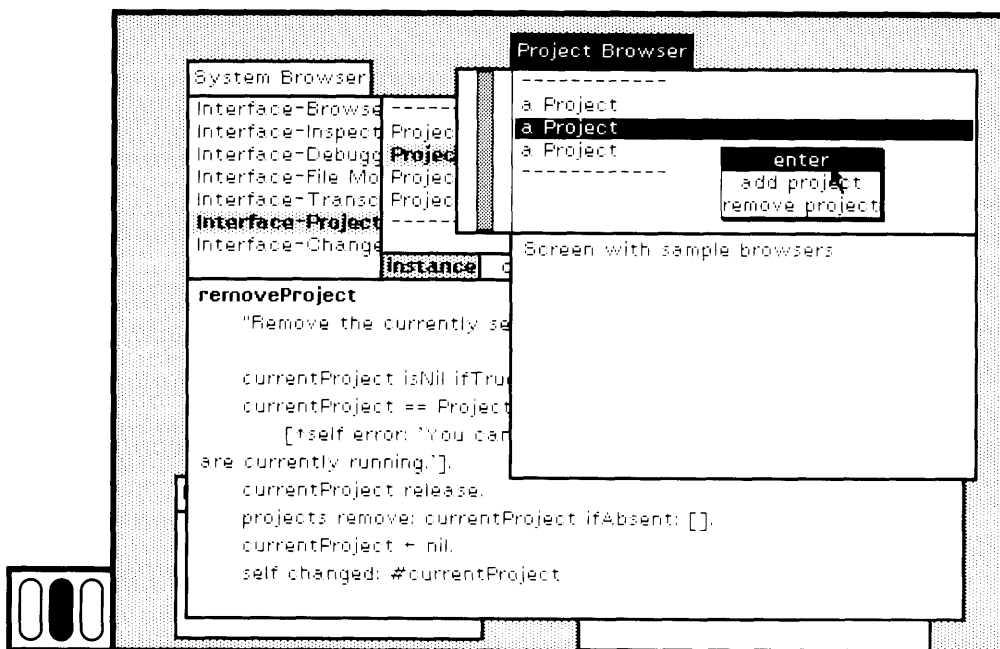 Project Browser
System Browser
-------------
a Project
a Project
a Project
-------------
enter
add project
remove project
Interface-Browse
Interface-Inspect
Interface-Debugg
Interface-File Mo
Interface-Transc
Interface-Project
Interface-Change
-----
Projec
Projec
Projec
Projec
-----
instance
Screen with sample browsers
removeProject
"Remove the currently se
currentProject isNil ifTru
currentProject == Project
[↑self error: 'You can
are currently running.'].
currentProject release.
projects remove: currentProject ifAbsent: [].
currentProject ← nil.
self changed: #currentProject